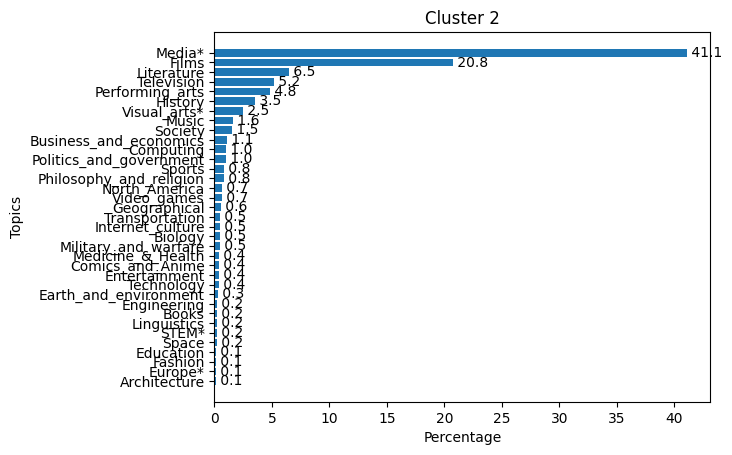 Cluster 2
Topics
Media* 41.1
Films 20.8
Literature 6.5
Television 5.2
Performing_arts 4.8
History 3.5
Visual_arts* 2.5
Music 1.6
Society 1.5
Business_and_economics 1.1
Computing 1.0
Politics_and_government 1.0
Sports 0.8
Philosophy_and_religion 0.8
North_America 0.7
Video_games 0.7
Geographical 0.6
Transportation 0.5
Internet_culture 0.5
Biology 0.5
Military_and_warfare 0.5
Medicine_&_Health 0.4
Comics_and_Anime 0.4
Entertainment 0.4
Technology 0.4
Earth_and_environment 0.3
Engineering 0.2
Books 0.2
Linguistics 0.2
STEM* 0.2
Space 0.2
Education 0.1
Fashion 0.1
Europe* 0.1
Architecture 0.1
0 5 10 15 20 25 30 35 40
Percentage